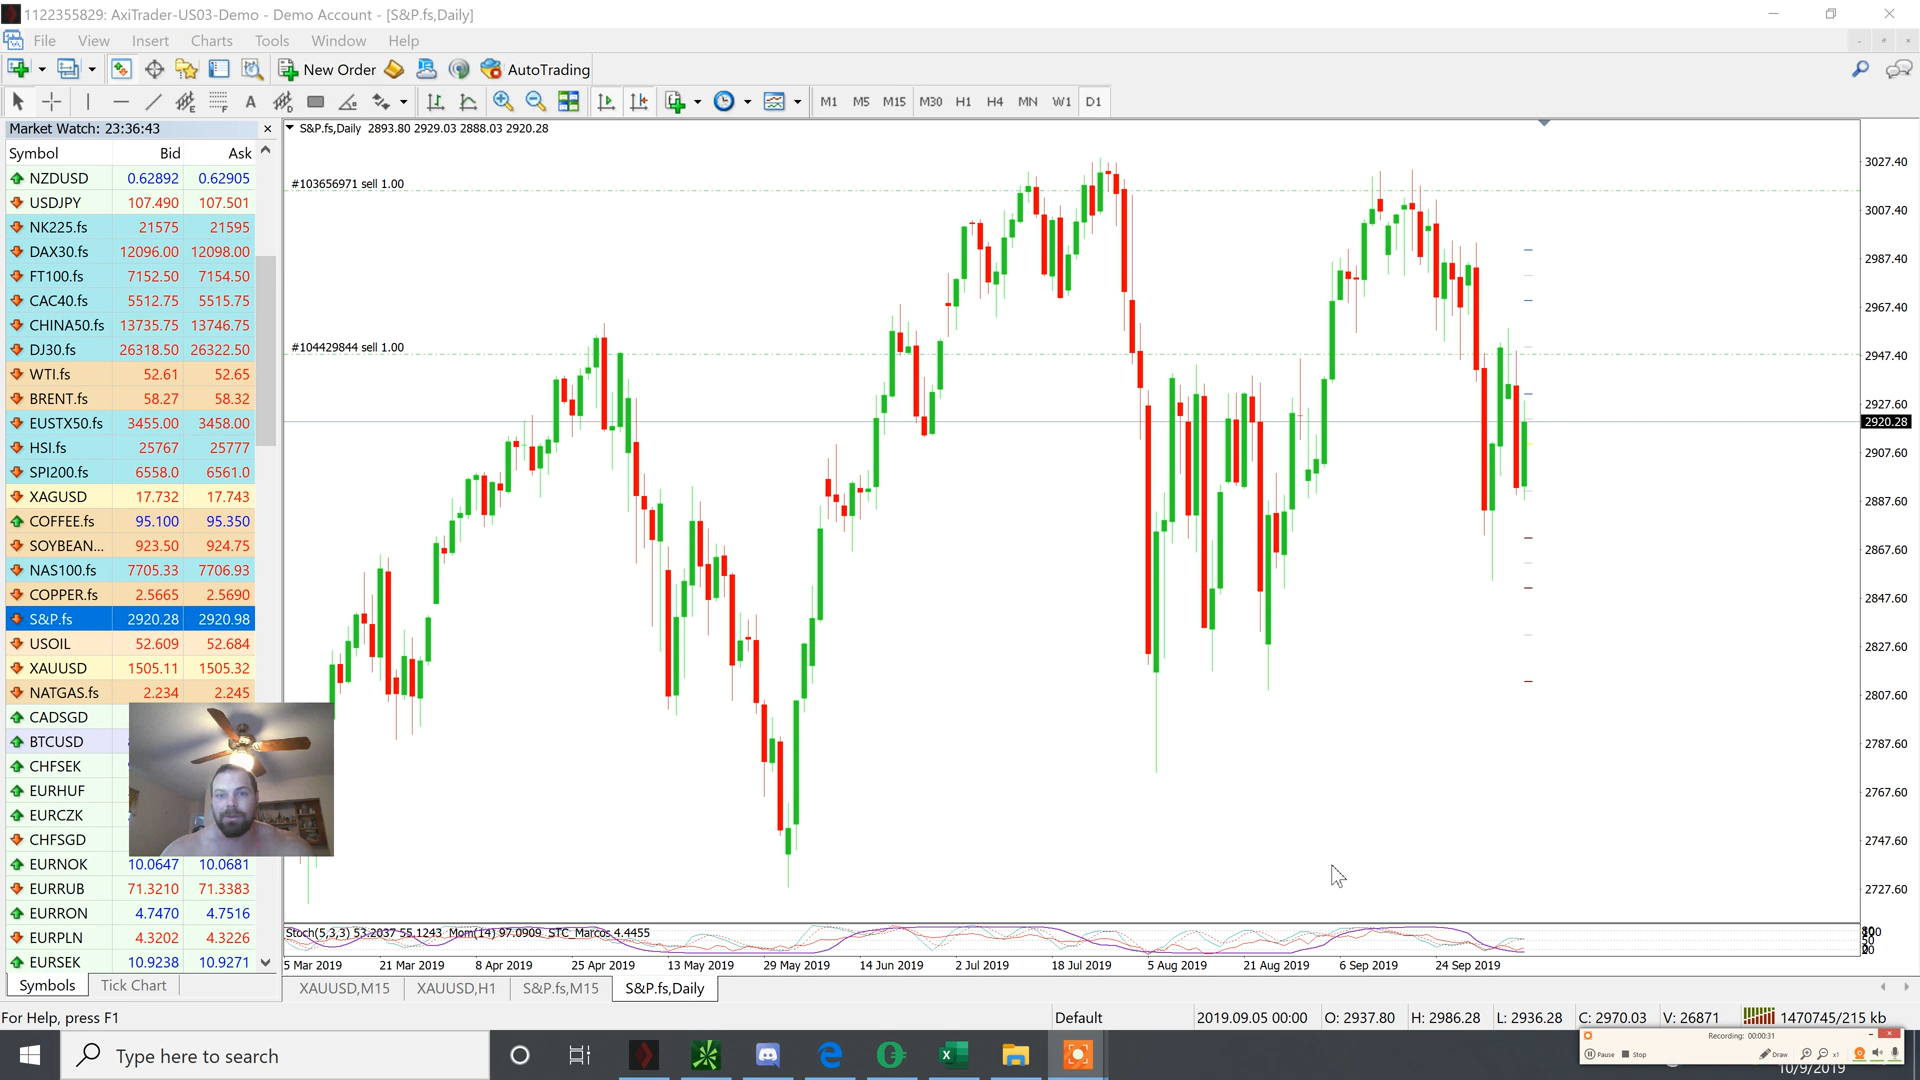 1122355829: AxiTrader-US03-Demo - Demo Account - [S&P.fs,Daily]
File View Insert Charts Tools Window Help
New Order AutoTrading
M1 M5 M15 M30 H1 H4 MN W1 D1
Market Watch: 23:36:43
Symbol Bid Ask
NZDUSD 0.62892 0.62905
USDJPY 107.490 107.501
NK225.fs 21575 21595
DAX30.fs 12096.00 12098.00
FT100.fs 7152.50 7154.50
CAC40.fs 5512.75 5515.75
CHINA50.fs 13735.75 13746.75
DJ30.fs 26318.50 26322.50
WTI.fs 52.61 52.65
BRENT.fs 58.27 58.32
EUSTX50.fs 3455.00 3458.00
HSI.fs 25767 25777
SPI200.fs 6558.0 6561.0
XAGUSD 17.732 17.743
COFFEE.fs 95.100 95.350
SOYBEAN... 923.50 924.75
NAS100.fs 7705.33 7706.93
COPPER.fs 2.5665 2.5690
S&P.fs 2920.28 2920.98
USOIL 52.609 52.684
XAUUSD 1505.11 1505.32
NATGAS.fs 2.234 2.245
CADSGD
BTCUSD
CHFSEK
EURHUF
EURCZK
CHFSGD
EURNOK 10.0647 10.0681
EURRUB 71.3210 71.3383
EURRON 4.7470 4.7516
EURPLN 4.3202 4.3226
EURSEK 10.9238 10.9271
Symbols Tick Chart
S&P.fs,Daily 2893.80 2929.03 2888.03 2920.28
#103656971 sell 1.00
#104429844 sell 1.00
3027.40
3007.40
2987.40
2967.40
2947.40
2927.60
2920.28
2907.60
2887.60
2867.60
2847.60
2827.60
2807.60
2787.60
2767.60
2747.60
2727.60
Stoch(5,3,3) 53.2037 55.1243 Mom(14) 97.0909 STC_Marcos 4.4455
5 Mar 2019 21 Mar 2019 8 Apr 2019 25 Apr 2019 13 May 2019 29 May 2019 14 Jun 2019 2 Jul 2019 18 Jul 2019 5 Aug 2019 21 Aug 2019 6 Sep 2019 24 Sep 2019
XAUUSD,M15 XAUUSD,H1 S&P.fs,M15 S&P.fs,Daily
For Help, press F1 Default 2019.09.05 00:00 O: 2937.80 H: 2986.28 L: 2936.28 C: 2970.03 V: 26871 1470745/215 kb
Recording: 00:00:31
Pause Stop Draw x1
Type here to search
10/9/2019